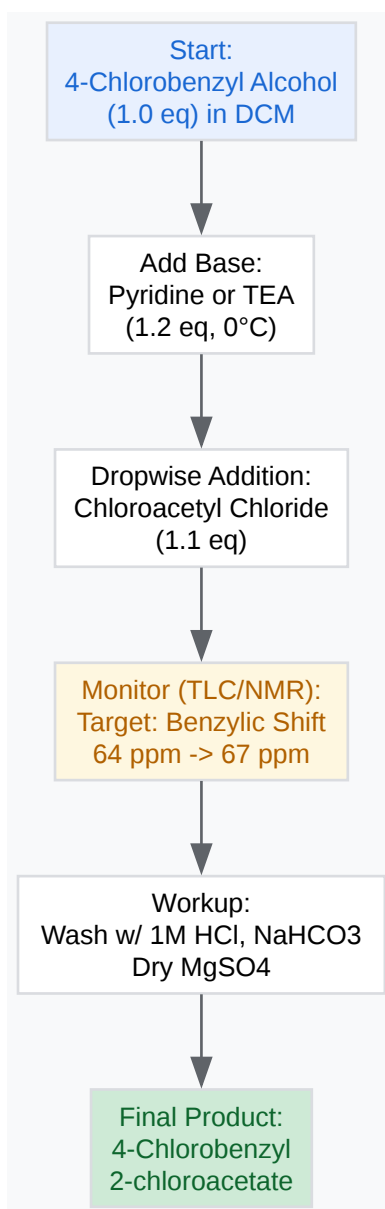 Start:
4-Chlorobenzyl Alcohol
(1.0 eq) in DCM
Add Base:
Pyridine or TEA
(1.2 eq, 0°C)
Dropwise Addition:
Chloroacetyl Chloride
(1.1 eq)
Monitor (TLC/NMR):
Target: Benzylic Shift
64 ppm -> 67 ppm
Workup:
Wash w/ 1M HCl, NaHCO3
Dry MgSO4
Final Product:
4-Chlorobenzyl
2-chloroacetate